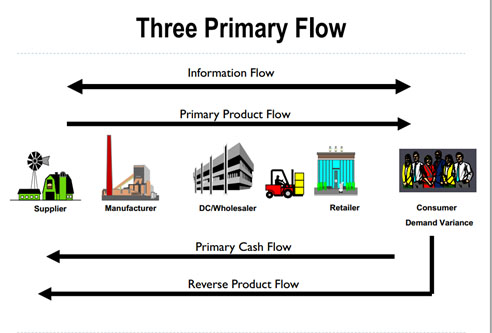 Three Primary Flow
Information Flow
Primary Product Flow
Supplier
Manufacturer
DC/Wholesaler
Retailer
Consumer
Demand Variance
Primary Cash Flow
Reverse Product Flow